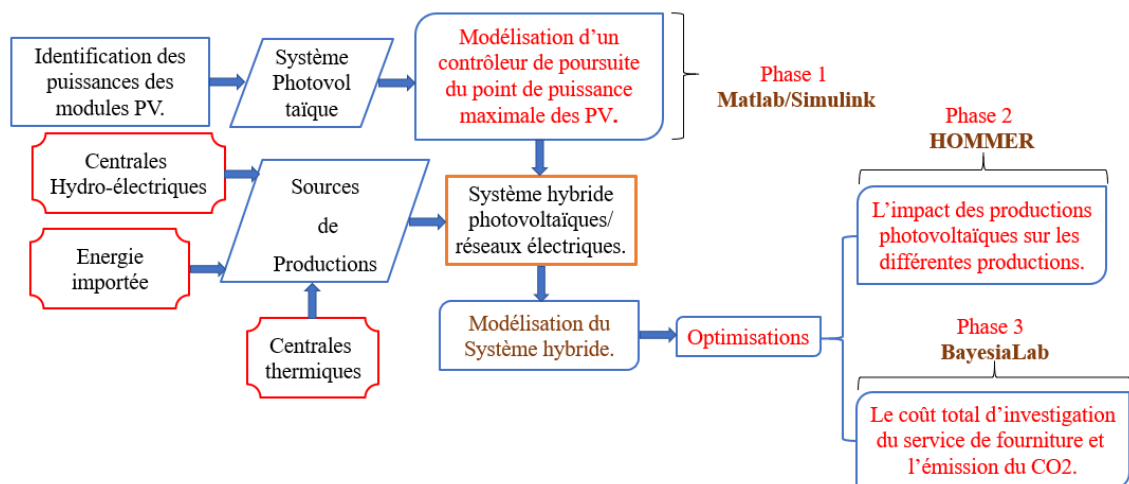 Identification des
puissances des
modules PV.
Système
Photovol
taïque
Modélisation d’un
contrôleur de poursuite
du point de puissance
maximale des PV.
Phase 1
Matlab/Simulink
Centrales
Hydro-électriques
Energie
importée
Sources
de
Productions
Centrales
thermiques
Système hybride
photovoltaïques/
réseaux électriques.
Modélisation du
Système hybride.
Optimisations
Phase 2
HOMMER
L’impact des productions
photovoltaïques sur les
différentes productions.
Phase 3
BayesiaLab
Le coût total d’investigation
du service de fourniture et
l’émission du CO2.